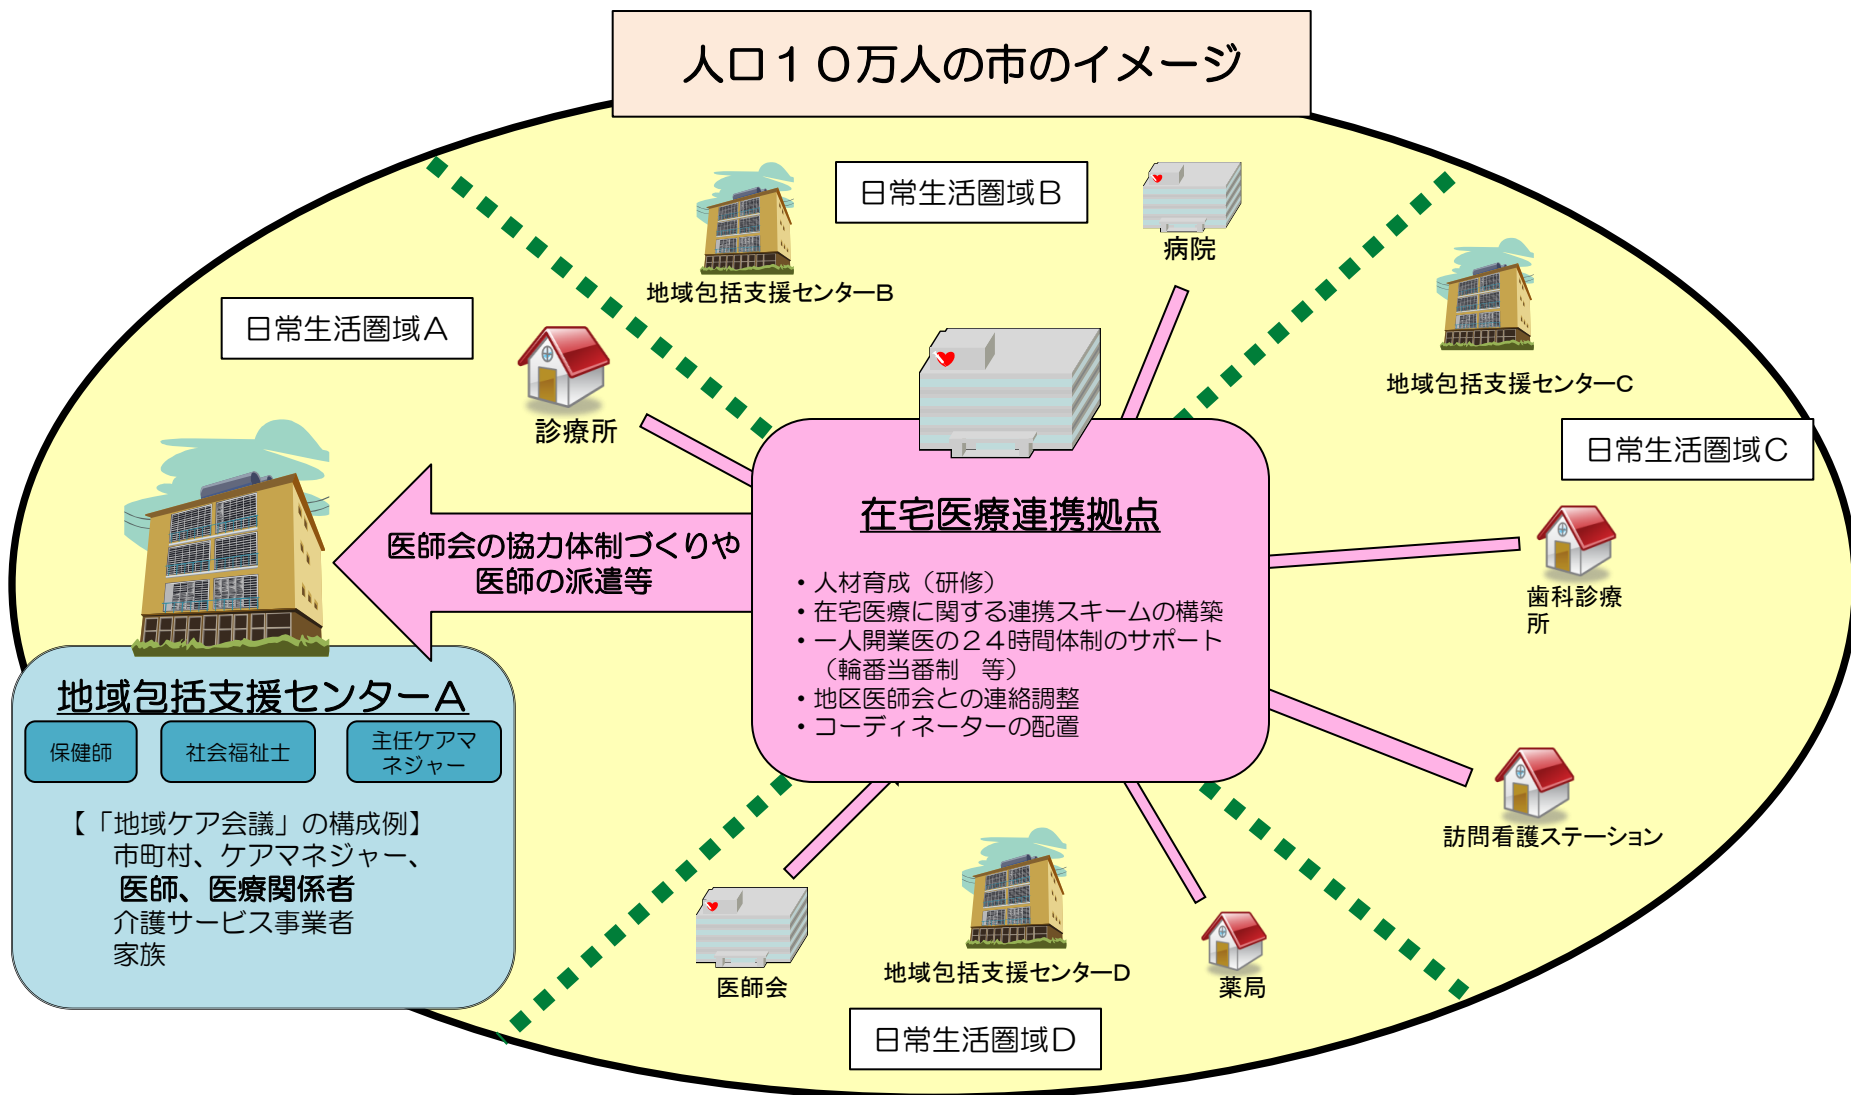 人口１０万人の市のイメージ
日常生活圏域Ｂ
病院
地域包括支援センターＢ
日常生活圏域Ａ
診療所
地域包括支援センターＣ
日常生活圏域Ｃ
在宅医療連携拠点
・人材育成（研修）
・在宅医療に関する連携スキームの構築
・一人開業医の２４時間体制のサポート
（輪番当番制　等）
・地区医師会との連絡調整
・コーディネーターの配置
医師会の協力体制づくりや
医師の派遣等
歯科診療
所
地域包括支援センターＡ
保健師
社会福祉士
主任ケアマ
ネジャー
【「地域ケア会議」の構成例】
市町村、ケアマネジャー、
医師、医療関係者
介護サービス事業者
家族
訪問看護ステーション
医師会
地域包括支援センターＤ
薬局
日常生活圏域Ｄ